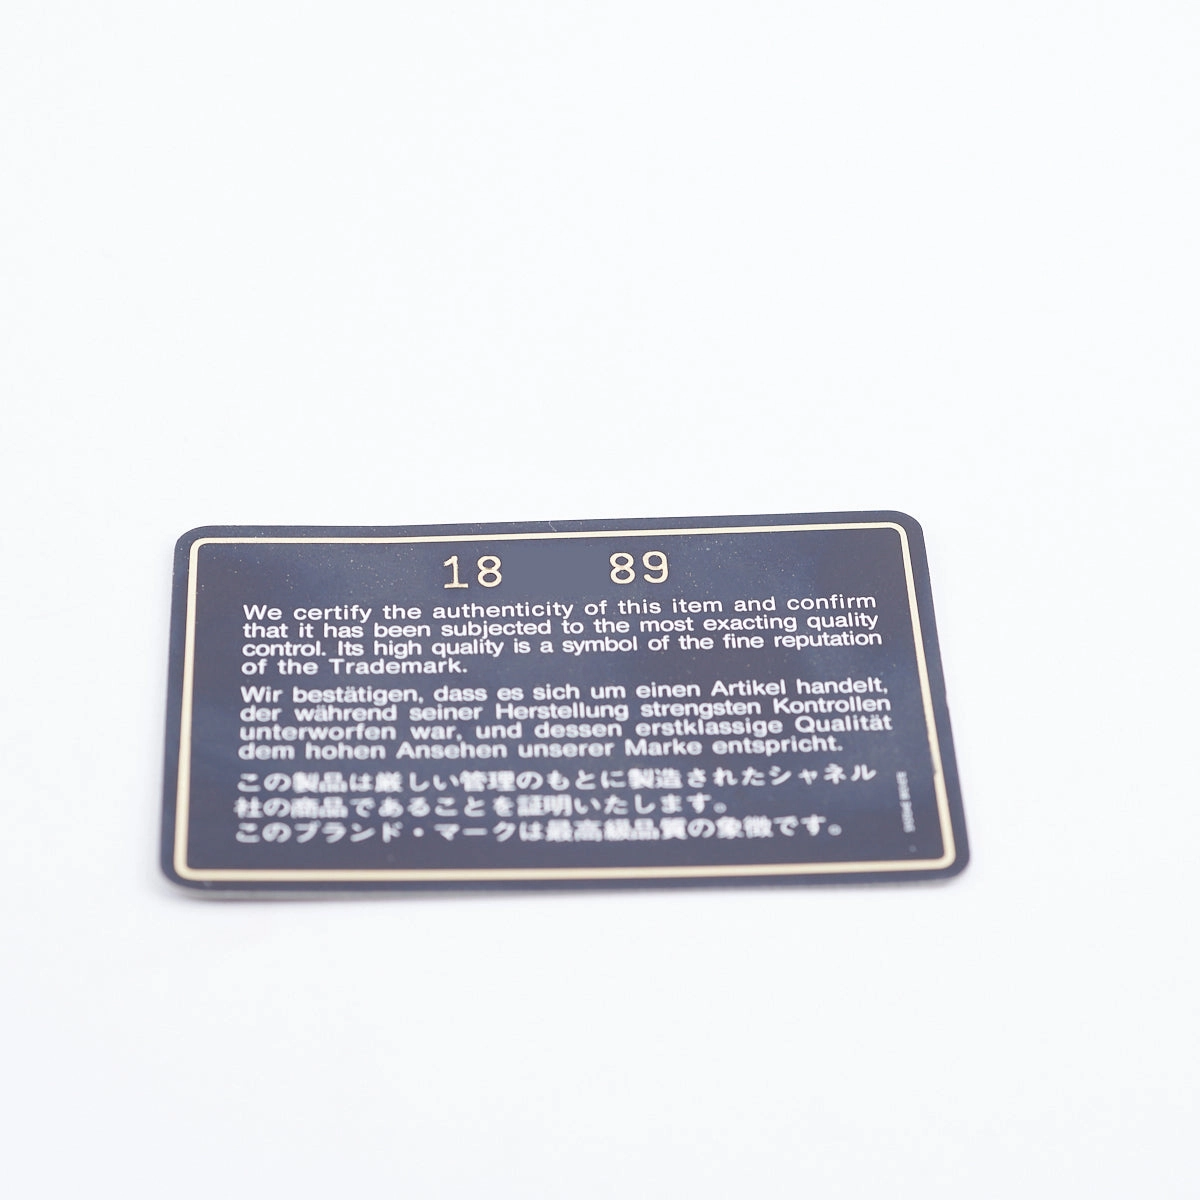 18 89
We certify the authenticity of this item and confirm
that it has been subjected to the most exacting quality
control. Its high quality is a symbol of the fine reputation
of the Trademark.
Wir bestätigen, dass es sich um einen Artikel handelt,
der während seiner Herstellung strengsten Kontrollen
unterworfen war, und dessen erstklassige Qualität
dem hohen Ansehen unserer Marke entspricht.
この製品は厳しい管理のもとに製造されたシャネル
社の商品であることを証明いたします。
このブランド・マークは最高級品質の象徴です。